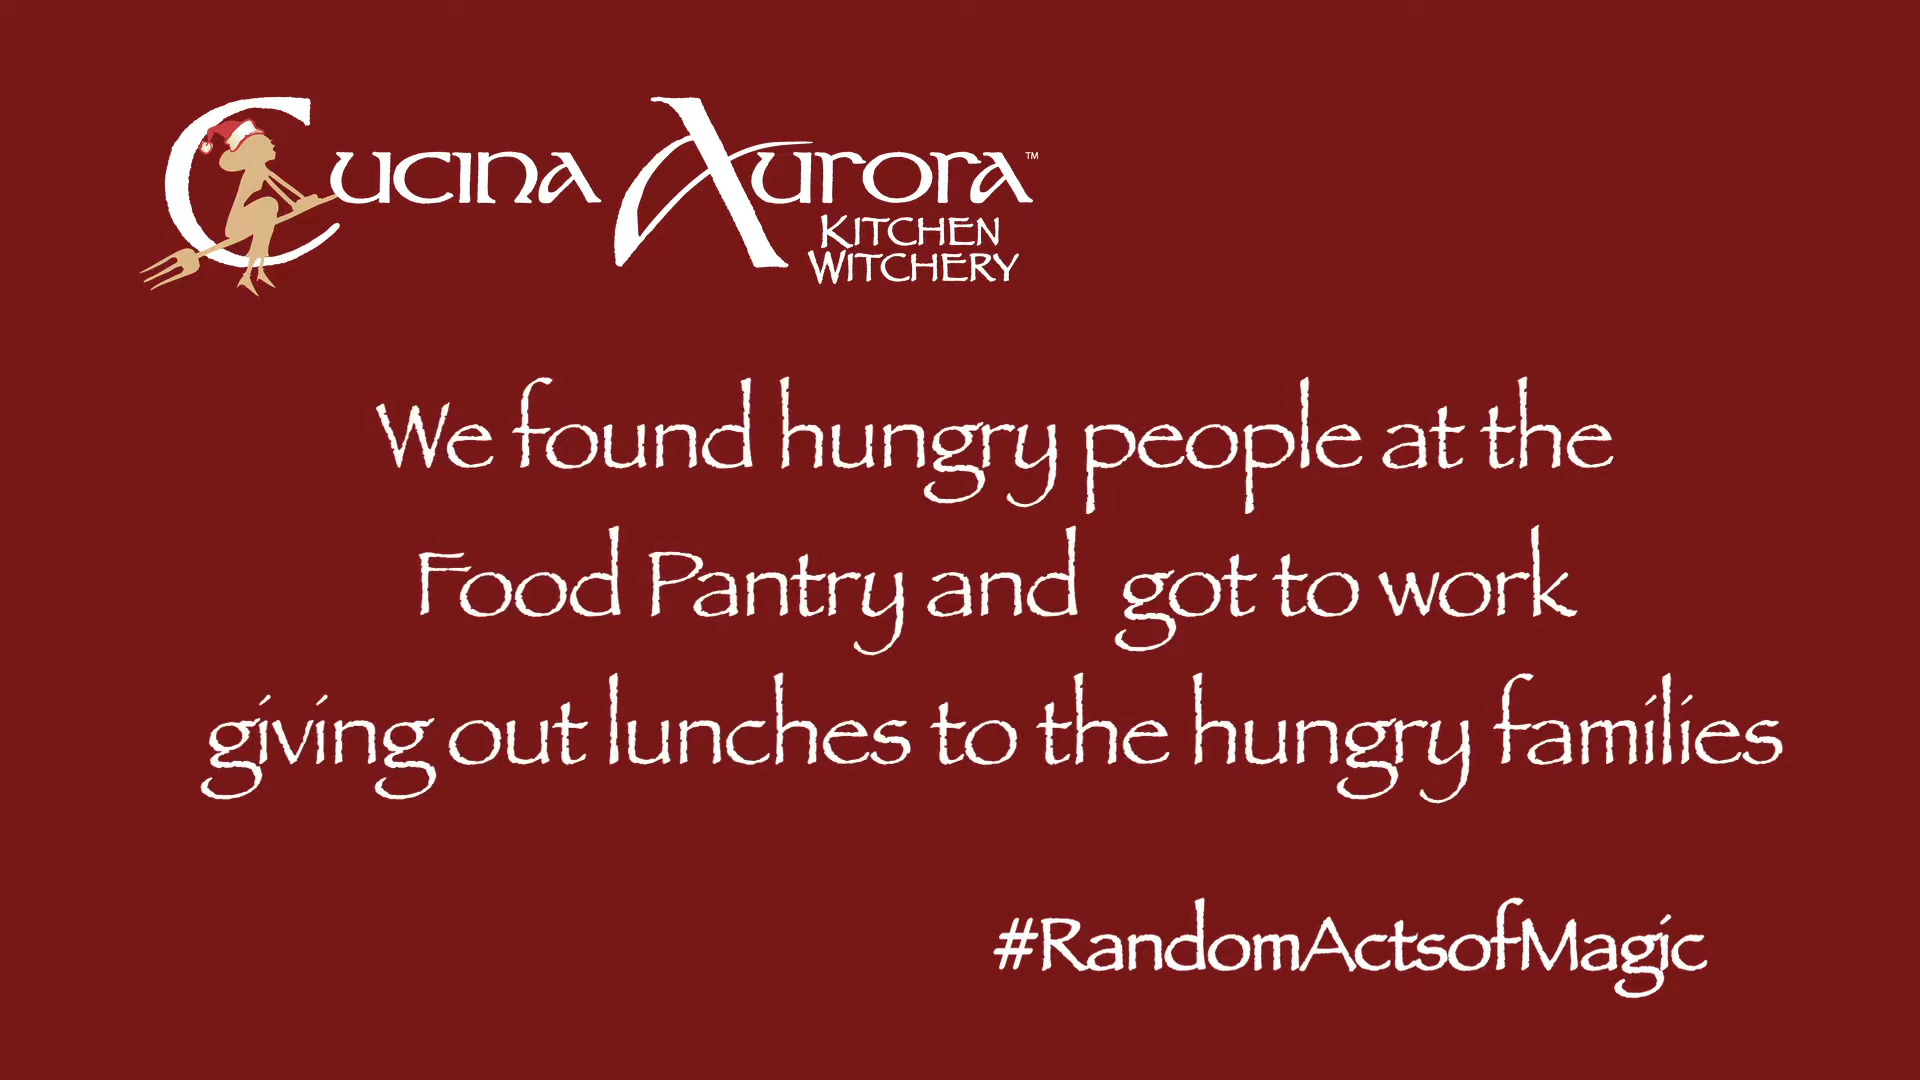 Cucina Aurora™
Kitchen
Witchery
We found hungry people at the
Food Pantry and got to work
giving out lunches to the hungry families
#RandomActsofMagic